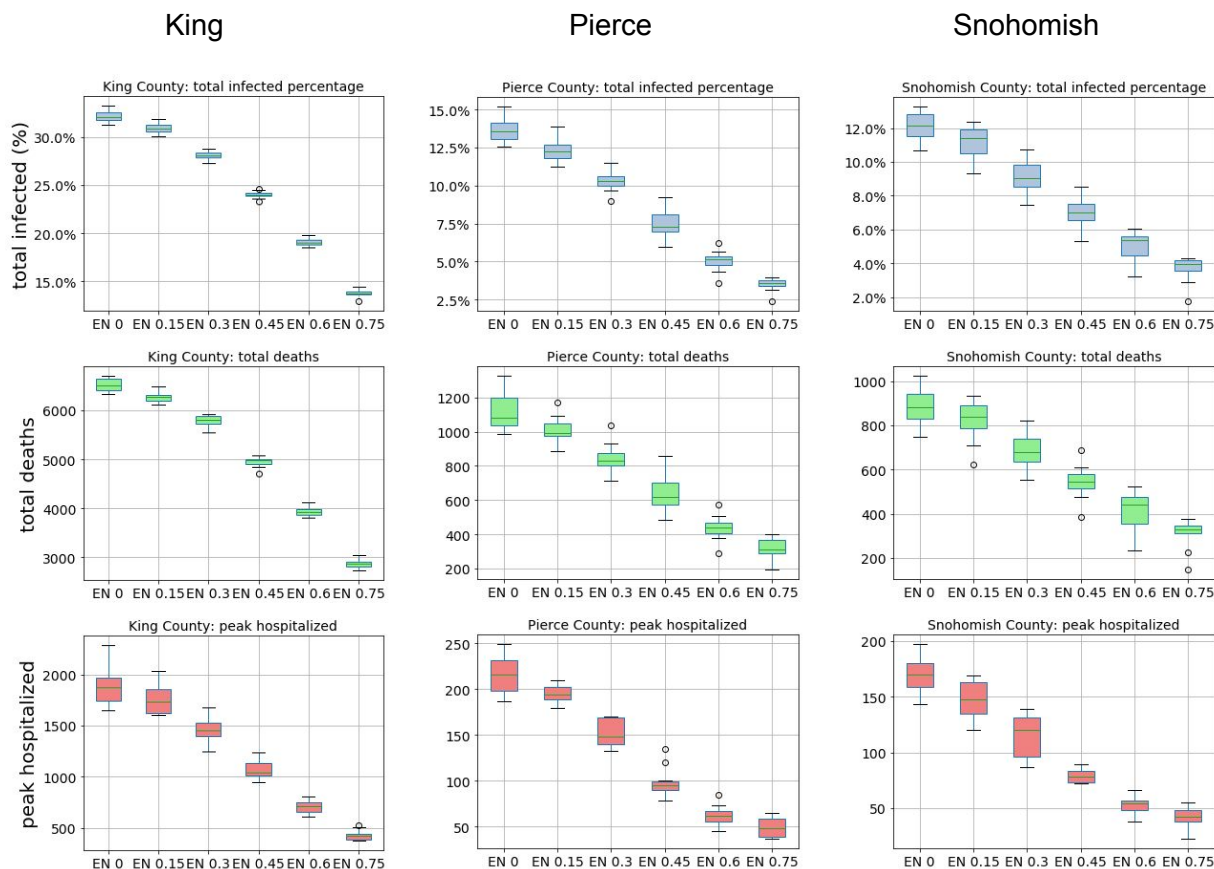 King
Pierce
Snohomish
King County: total infected percentage
total infected (%)
30.0%
25.0%
20.0%
15.0%
EN 0 EN 0.15 EN 0.3 EN 0.45 EN 0.6 EN 0.75
Pierce County: total infected percentage
15.0%
12.5%
10.0%
7.5%
5.0%
2.5%
EN 0 EN 0.15 EN 0.3 EN 0.45 EN 0.6 EN 0.75
Snohomish County: total infected percentage
12.0%
10.0%
8.0%
6.0%
4.0%
2.0%
EN 0 EN 0.15 EN 0.3 EN 0.45 EN 0.6 EN 0.75
King County: total deaths
total deaths
6000
5000
4000
3000
EN 0 EN 0.15 EN 0.3 EN 0.45 EN 0.6 EN 0.75
Pierce County: total deaths
1200
1000
800
600
400
200
EN 0 EN 0.15 EN 0.3 EN 0.45 EN 0.6 EN 0.75
Snohomish County: total deaths
1000
800
600
400
200
EN 0 EN 0.15 EN 0.3 EN 0.45 EN 0.6 EN 0.75
King County: peak hospitalized
peak hospitalized
2000
1500
1000
500
EN 0 EN 0.15 EN 0.3 EN 0.45 EN 0.6 EN 0.75
Pierce County: peak hospitalized
250
200
150
100
50
EN 0 EN 0.15 EN 0.3 EN 0.45 EN 0.6 EN 0.75
Snohomish County: peak hospitalized
200
150
100
50
EN 0 EN 0.15 EN 0.3 EN 0.45 EN 0.6 EN 0.75